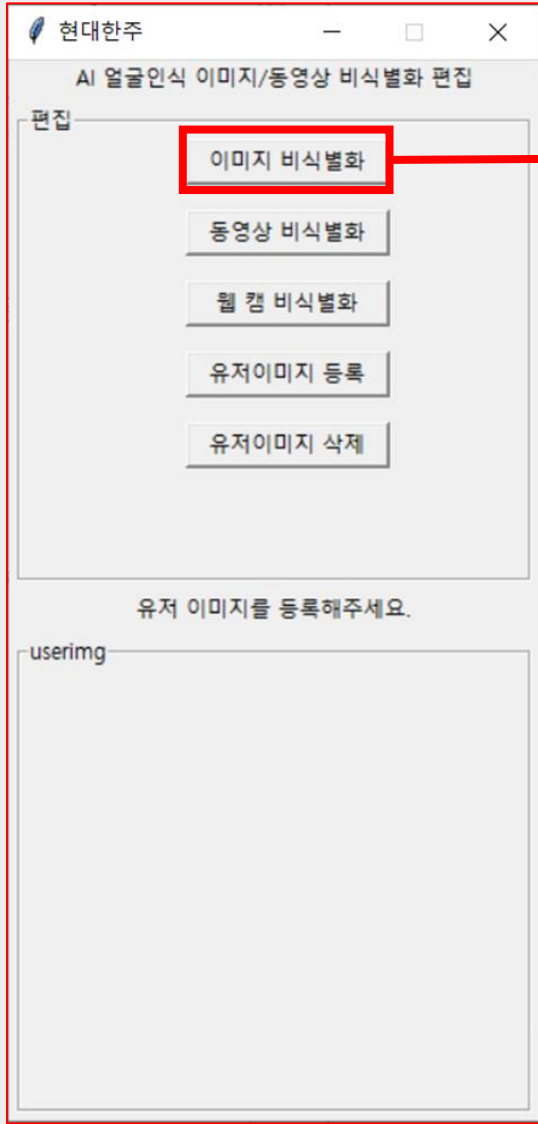 현대한주
AI 얼굴인식 이미지/동영상 비식별화 편집
편집
이미지 비식별화
동영상 비식별화
웹 캠 비식별화
유저이미지 등록
유저이미지 삭제
유저 이미지를 등록해주세요.
userimg